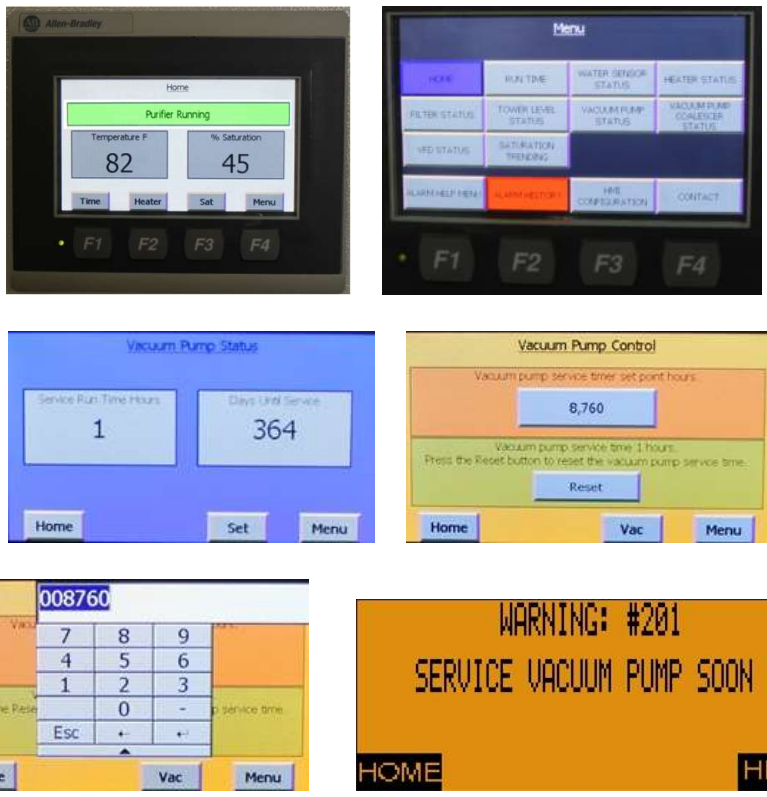 Allen-Bradley
Home
Purifier Running
Temperature F
% Saturation
82
45
Time
Heater
Sat
Menu
F1
F2
F3
F4
Menu
HOME
RUN TIME
WATER SENSOR
STATUS
HEATER STATUS
FILTER STATUS
TOWER LEVEL
STATUS
VACUUM PUMP
STATUS
VACUUM PUMP
COALESCER
STATUS
VFD STATUS
SATURATION
TRENDING
ALARM HELP MENU
ALARM HISTORY
HMI
CONFIGURATION
CONTACT
F1
F2
F3
F4
Vacuum Pump Status
Service Run Time Hours
Days Until Service
1
364
Home
Set
Menu
Vacuum Pump Control
Vacuum pump service timer set point hours.
8,760
Vacuum pump service time 1 hours.
Press the Reset button to reset the vacuum pump service time.
Reset
Home
Vac
Menu
008760
7 8 9
4 5 6
1 2 3
0 -
Esc ← ↵
p service time.
Vac
Menu
WARNING: #201
SERVICE VACUUM PUMP SOON
HOME